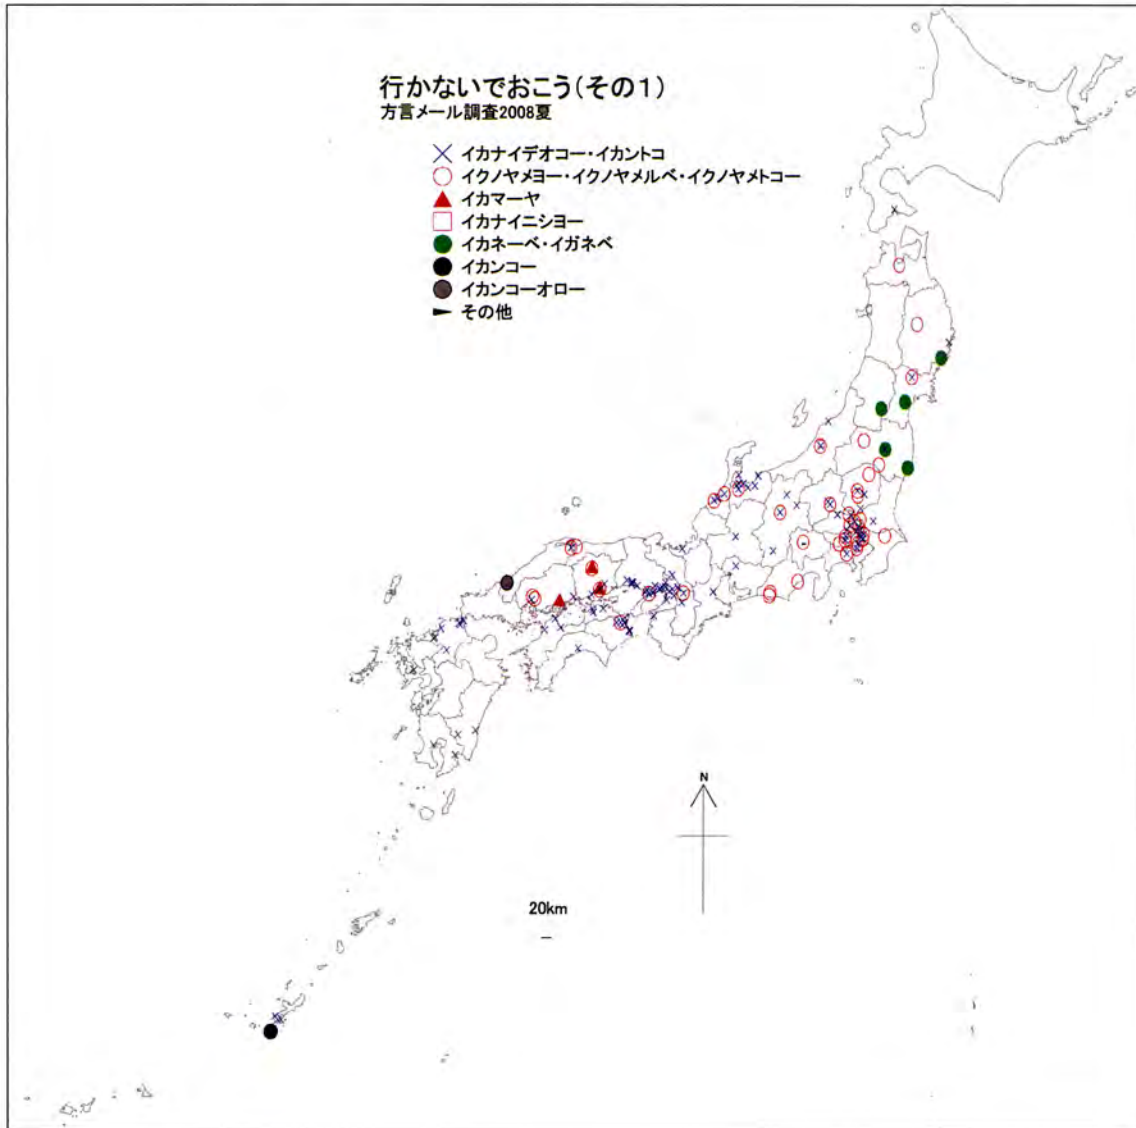 行かないでおこう(その1)
方言メール調査2008夏
イカナイデオコー・イカントコ
イクノヤメヨー・イクノヤメルベ・イクノヤメトコー
イカマーヤ
イカナイニシヨー
イカネーベ・イガネベ
イカンコー
イカンコーオロー
その他
N
20km